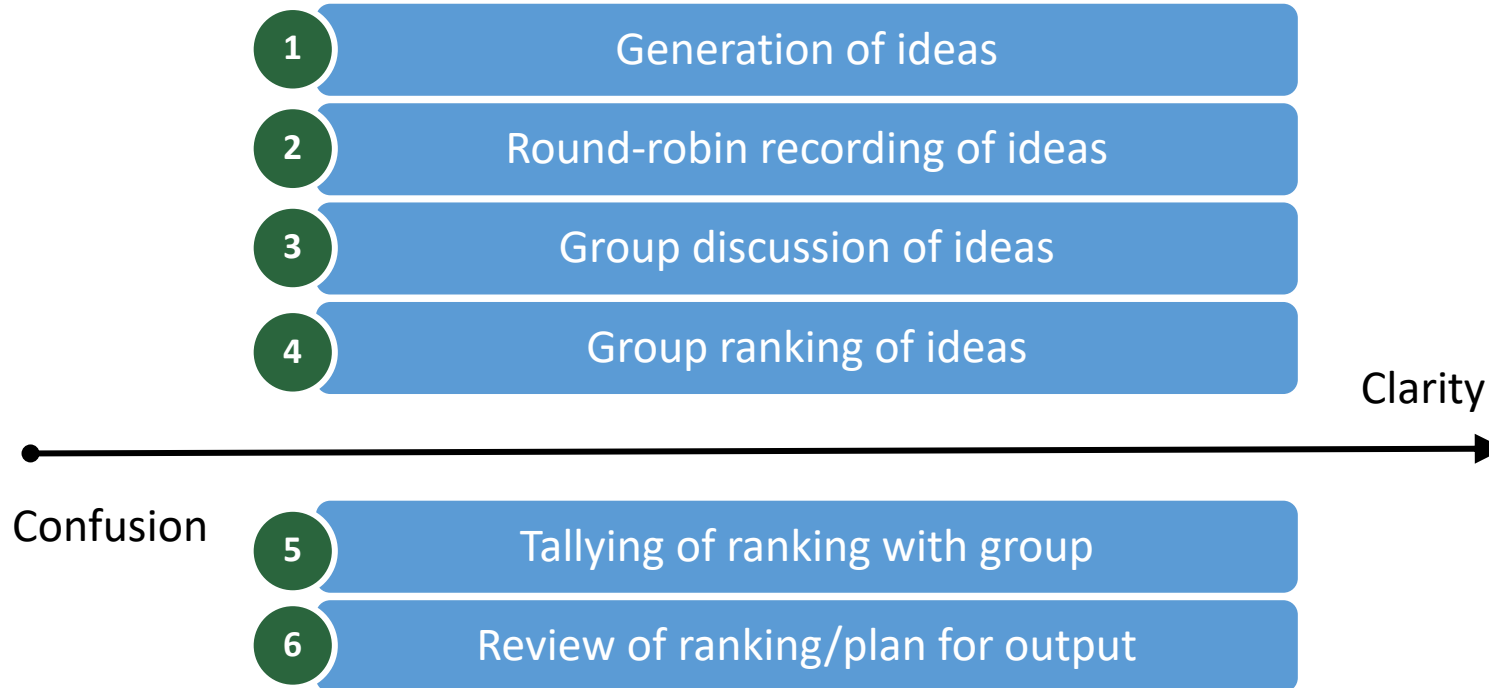 1 Generation of ideas
2 Round-robin recording of ideas
3 Group discussion of ideas
4 Group ranking of ideas
Clarity
Confusion
5 Tallying of ranking with group
6 Review of ranking/plan for output